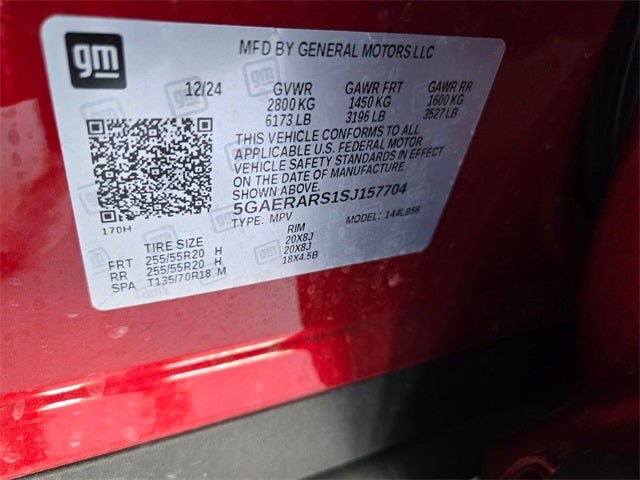 gm
MFD BY GENERAL MOTORS LLC
12/24 GVWR GAWR FRT GAWR RR
2800 KG 1450 KG 1600 KG
6173 LB 3196 LB 3527 LB
THIS VEHICLE CONFORMS TO ALL
APPLICABLE U.S. FEDERAL MOTOR
VEHICLE SAFETY STANDARDS IN EFFECT
ON THE DATE OF MANUFACTURE
SHOWN ABOVE.
5GAERARS1SJ157704
TYPE: MPV MODEL: 144LB56
170H
TIRE SIZE RIM
FRT 255/55R20 H 20X8J
RR 255/55R20 H 20X8J
SPA T135/70R18 M 18X4.5B